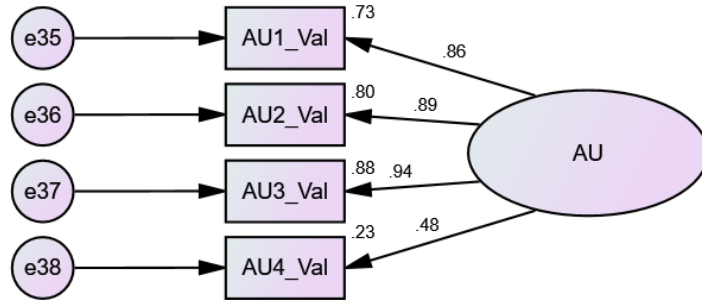 e35 AU1_Val .73
.86
e36 AU2_Val .80 .89
AU
e37 AU3_Val .88 .94
e38 AU4_Val .23 .48